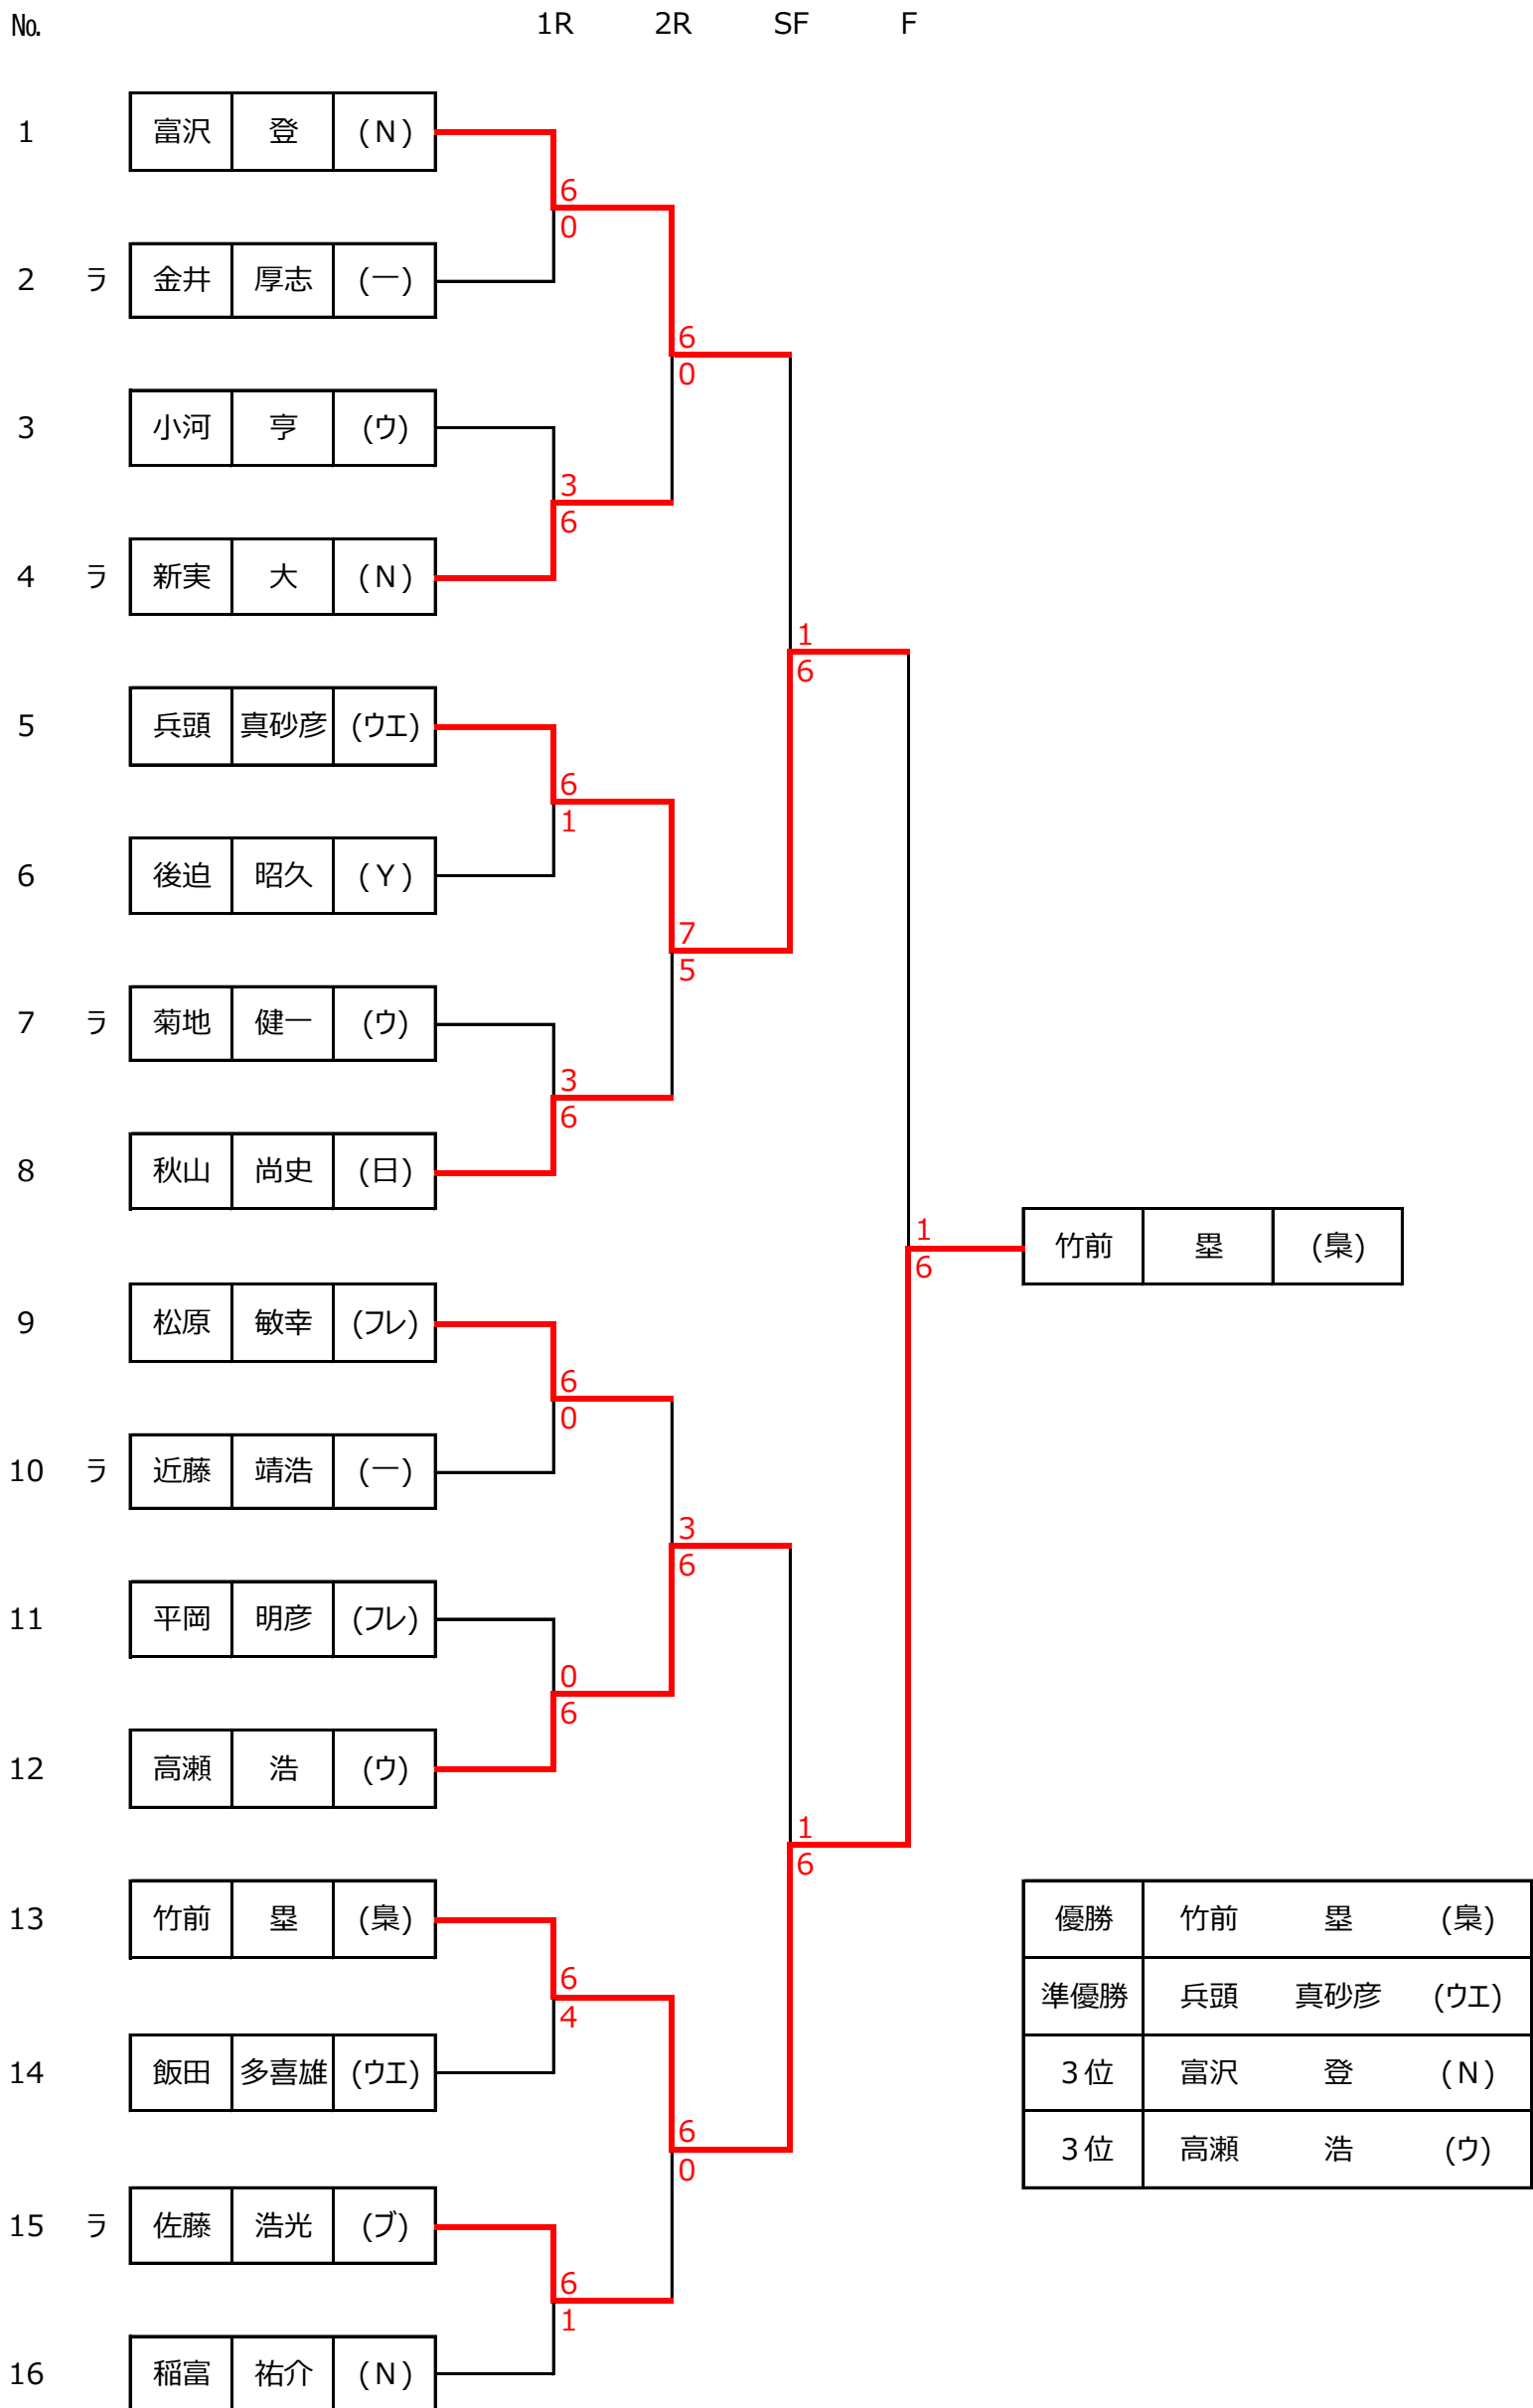 № 1R 2R SF F
1 富沢 登 (N)
6
0
2 ラ 金井 厚志 (一)
6
0
3 小河 亨 (ウ)
3
6
4 ラ 新実 大 (N)
1
6
5 兵頭 真砂彦 (ウエ)
6
1
6 後迫 昭久 (Y)
7
5
7 ラ 菊地 健一 (ウ)
3
6
8 秋山 尚史 (日)
1
6
竹前 塁 (梟)
9 松原 敏幸 (フレ)
6
0
10 ラ 近藤 靖浩 (一)
3
6
11 平岡 明彦 (フレ)
0
6
12 高瀬 浩 (ウ)
1
6
13 竹前 塁 (梟)
6
4
14 飯田 多喜雄 (ウエ)
6
0
15 ラ 佐藤 浩光 (ブ)
6
1
16 稲富 祐介 (N)
優勝 竹前 塁 (梟)
準優勝 兵頭 真砂彦 (ウエ)
3位 富沢 登 (N)
3位 高瀬 浩 (ウ)